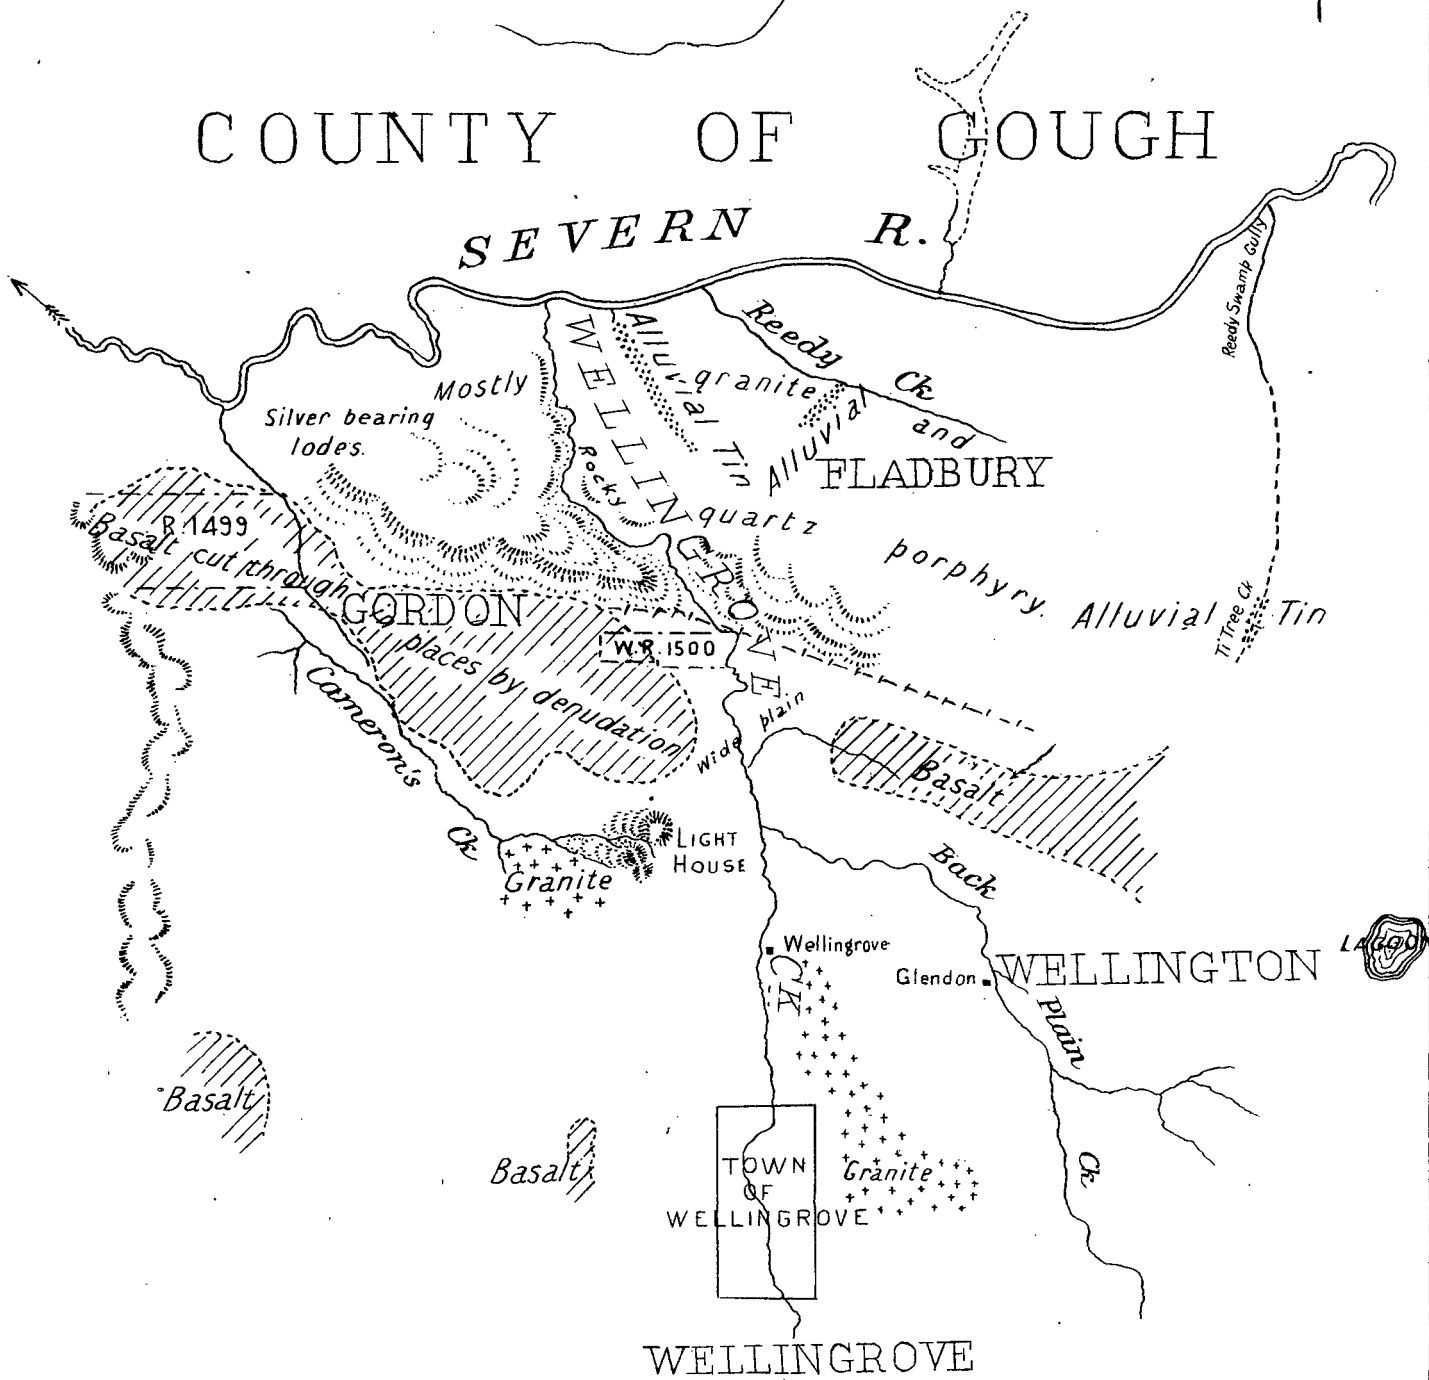 COUNTY OF GOUGH
SEVERN R.
Reedy Swamp Gully
WELLINGROVE CK
Alluvial Tin
Reedy Ck
Mostly granite and quartz porphyry.
Silver bearing
lodes.
Alluvial
FLADBURY
Rocky
R.1499
Basalt cut through
GORDON
in places by denudation
W.R.1500
Alluvial Tin
Ti Tree Ck
Cameron's Ck
wide plain
Basalt
LIGHT
HOUSE
Granite
Back Plain Ck
Wellingrove
Glendon
WELLINGTON
LAGOON
Basalt
Basalt
Granite
TOWN
OF
WELLINGROVE
WELLINGROVE